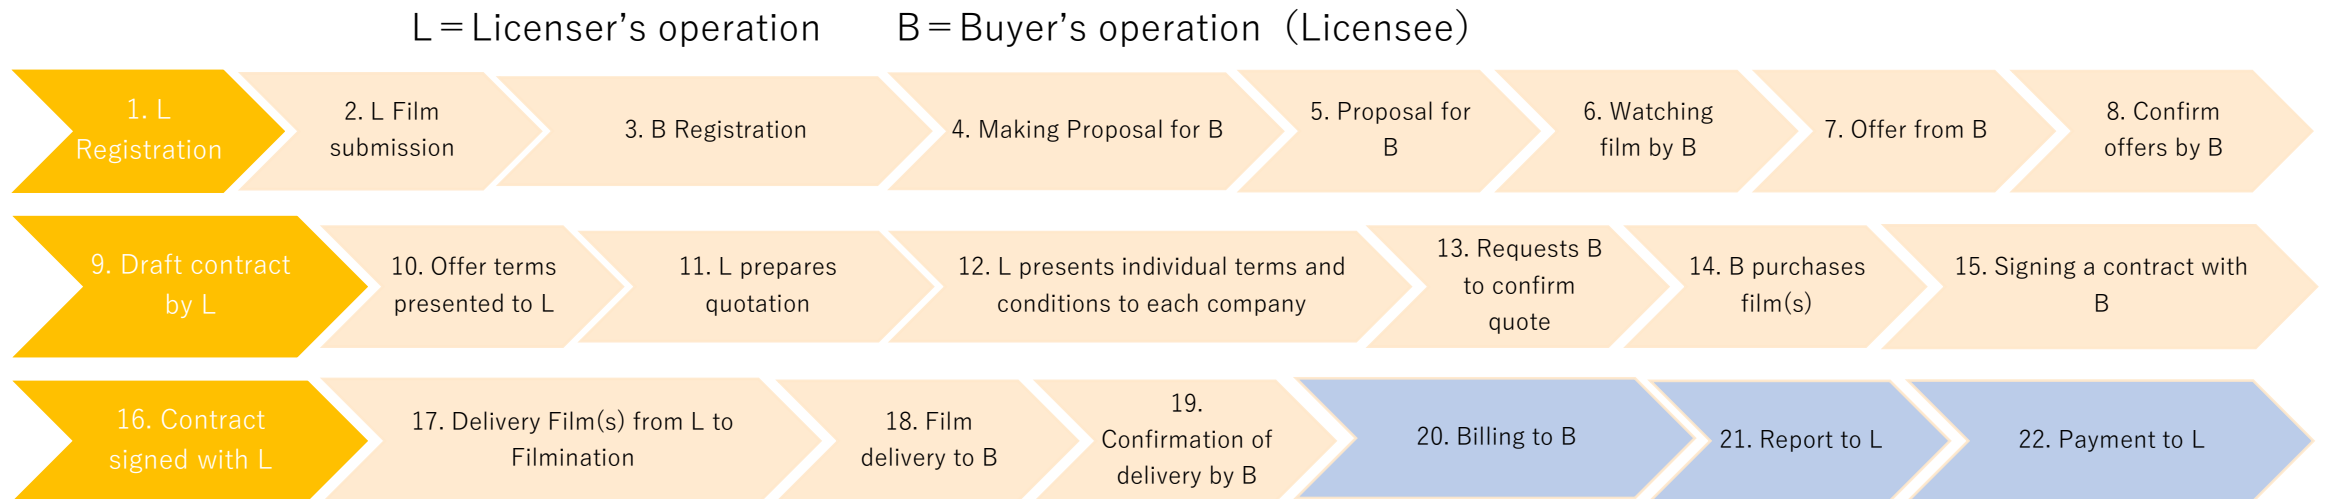 L＝Licenser’s operation　　B＝Buyer’s operation（Licensee）
1. L
Registration
2. L Film
submission
3. B Registration
4. Making Proposal for B
5. Proposal for
B
6. Watching
film by B
7. Offer from B
8. Confirm
offers by B
9. Draft contract
by L
10. Offer terms
presented to L
11. L prepares
quotation
12. L presents individual terms and
conditions to each company
13. Requests B
to confirm
quote
14. B purchases
film(s)
15. Signing a contract with
B
16. Contract
signed with L
17. Delivery Film(s) from L to
Filmination
18. Film
delivery to B
19.
Confirmation of
delivery by B
20. Billing to B
21. Report to L
22. Payment to L